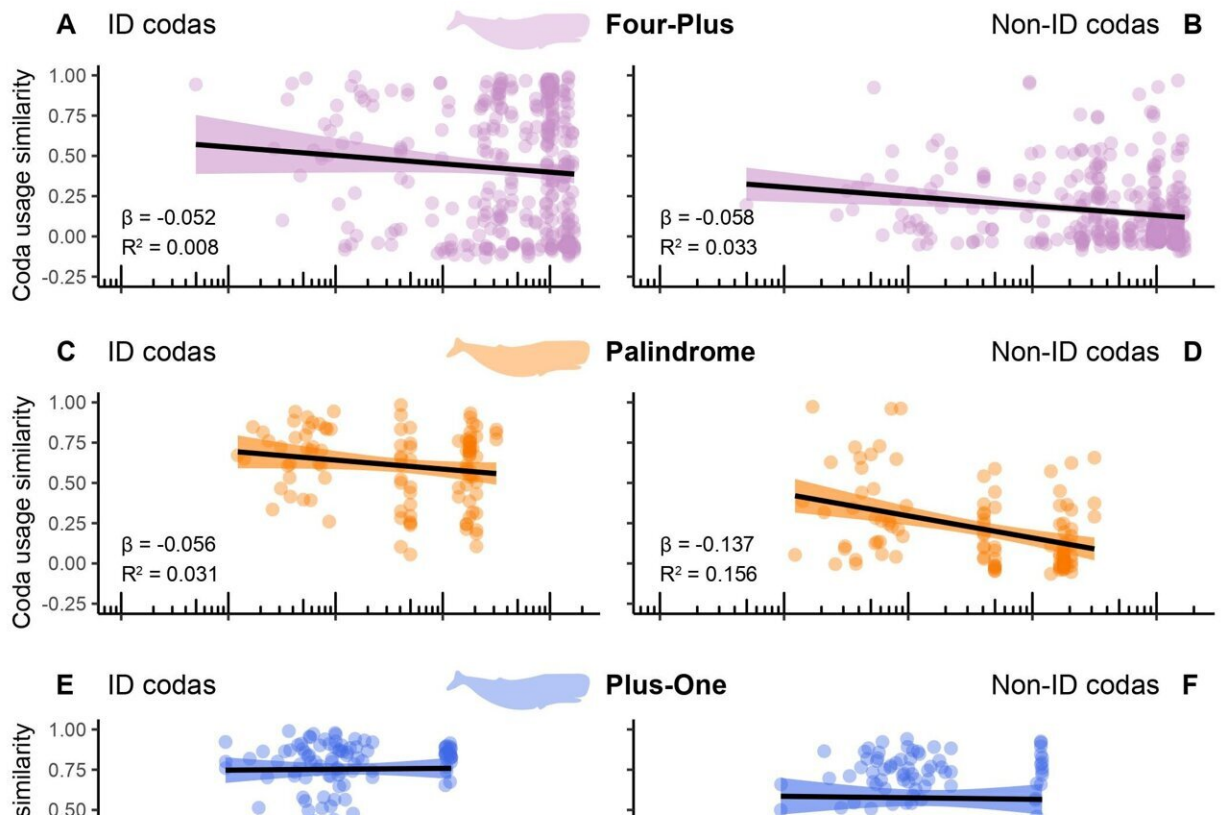 A ID codas Four-Plus Non-ID codas B
Coda usage similarity
1.00
0.75
0.50
0.25
0.00
-0.25
β = -0.052
R² = 0.008
β = -0.058
R² = 0.033
C ID codas Palindrome Non-ID codas D
Coda usage similarity
1.00
0.75
0.50
0.25
0.00
-0.25
β = -0.056
R² = 0.031
β = -0.137
R² = 0.156
E ID codas Plus-One Non-ID codas F
similarity
1.00
0.75
0.50